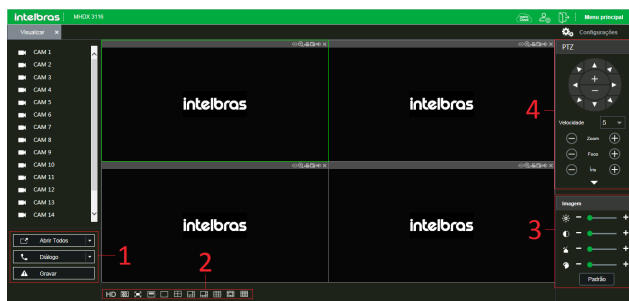 intelbras MHDX 3116 Menu principal
Visualizar × Configurações
CAM 1
CAM 2
CAM 3
CAM 4
CAM 5
CAM 6
CAM 7
CAM 8
CAM 9
CAM 10
CAM 11
CAM 12
CAM 13
CAM 14
Abrir Todos
Diálogo
Gravar
1
intelbras
intelbras
intelbras
intelbras
2
HD
PTZ
4
Velocidade 5
Zoom
Foco
Íris
Imagem
3
Padrão